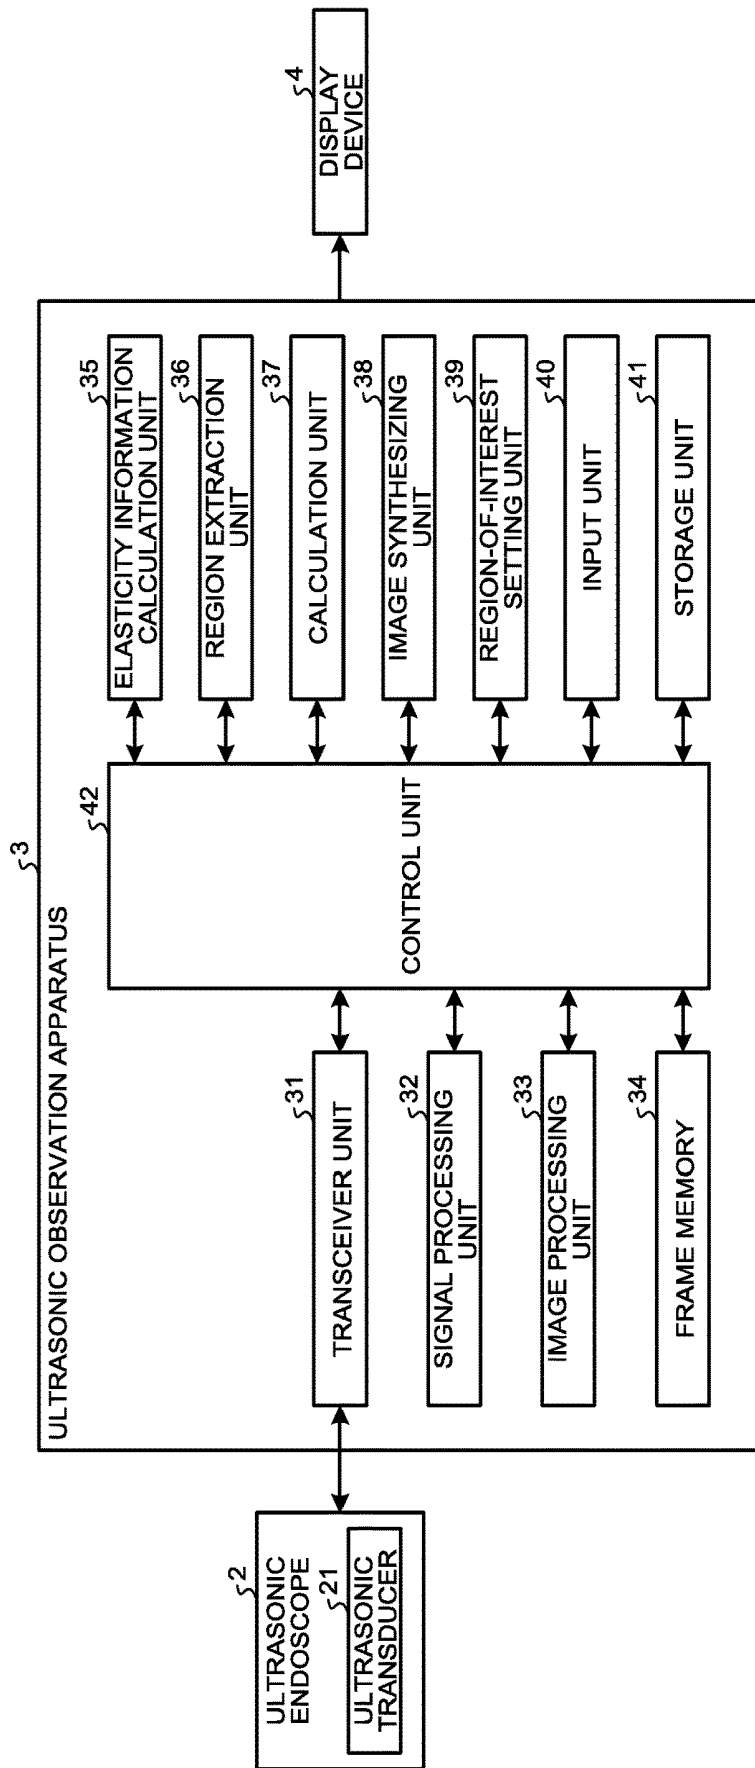 2
ULTRASONIC
ENDOSCOPE
21
ULTRASONIC
TRANSDUCER
3
ULTRASONIC OBSERVATION APPARATUS
31
TRANSCEIVER UNIT
32
SIGNAL PROCESSING
UNIT
33
IMAGE PROCESSING
UNIT
34
FRAME MEMORY
42
CONTROL UNIT
35
ELASTICITY INFORMATION
CALCULATION UNIT
36
REGION EXTRACTION
UNIT
37
CALCULATION UNIT
38
IMAGE SYNTHESIZING
UNIT
39
REGION-OF-INTEREST
SETTING UNIT
40
INPUT UNIT
41
STORAGE UNIT
4
DISPLAY
DEVICE